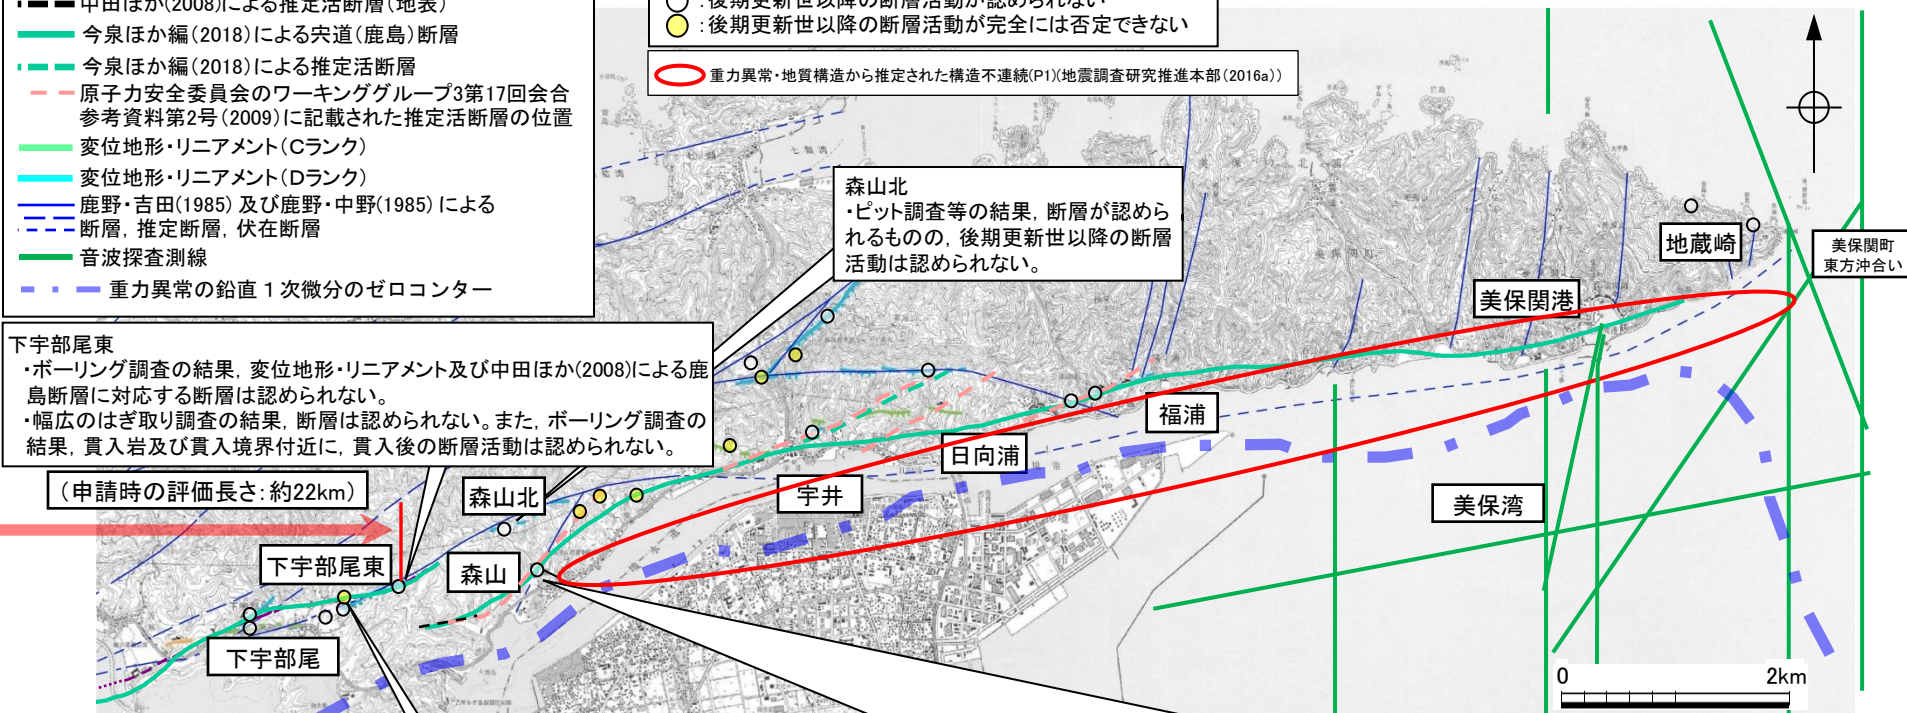 中田ほか(2008)による推定活断層(地表)
今泉ほか編(2018)による宍道(鹿島)断層
今泉ほか編(2018)による推定活断層
原子力安全委員会のワーキンググループ3第17回会合
参考資料第2号(2009)に記載された推定活断層の位置
変位地形・リニアメント(Cランク)
変位地形・リニアメント(Dランク)
鹿野・吉田(1985)及び鹿野・中野(1985)による
断層, 推定断層, 伏在断層
音波探査測線
重力異常の鉛直1次微分のゼロコンター
:後期更新世以降の断層活動が認められない
:後期更新世以降の断層活動が完全には否定できない
重力異常・地質構造から推定された構造不連続(P1)(地震調査研究推進本部(2016a))
森山北
・ピット調査等の結果, 断層が認めら
れるものの, 後期更新世以降の断層
活動は認められない。
地蔵崎
美保関町
東方沖合い
美保関港
下宇部尾東
・ボーリング調査の結果, 変位地形・リニアメント及び中田ほか(2008)による鹿
島断層に対応する断層は認められない。
・幅広のはぎ取り調査の結果, 断層は認められない。また, ボーリング調査の
結果, 貫入岩及び貫入境界付近に, 貫入後の断層活動は認められない。
福浦
日向浦
(申請時の評価長さ:約22km)
森山北
宇井
美保湾
下宇部尾東
森山
下宇部尾
0
2km